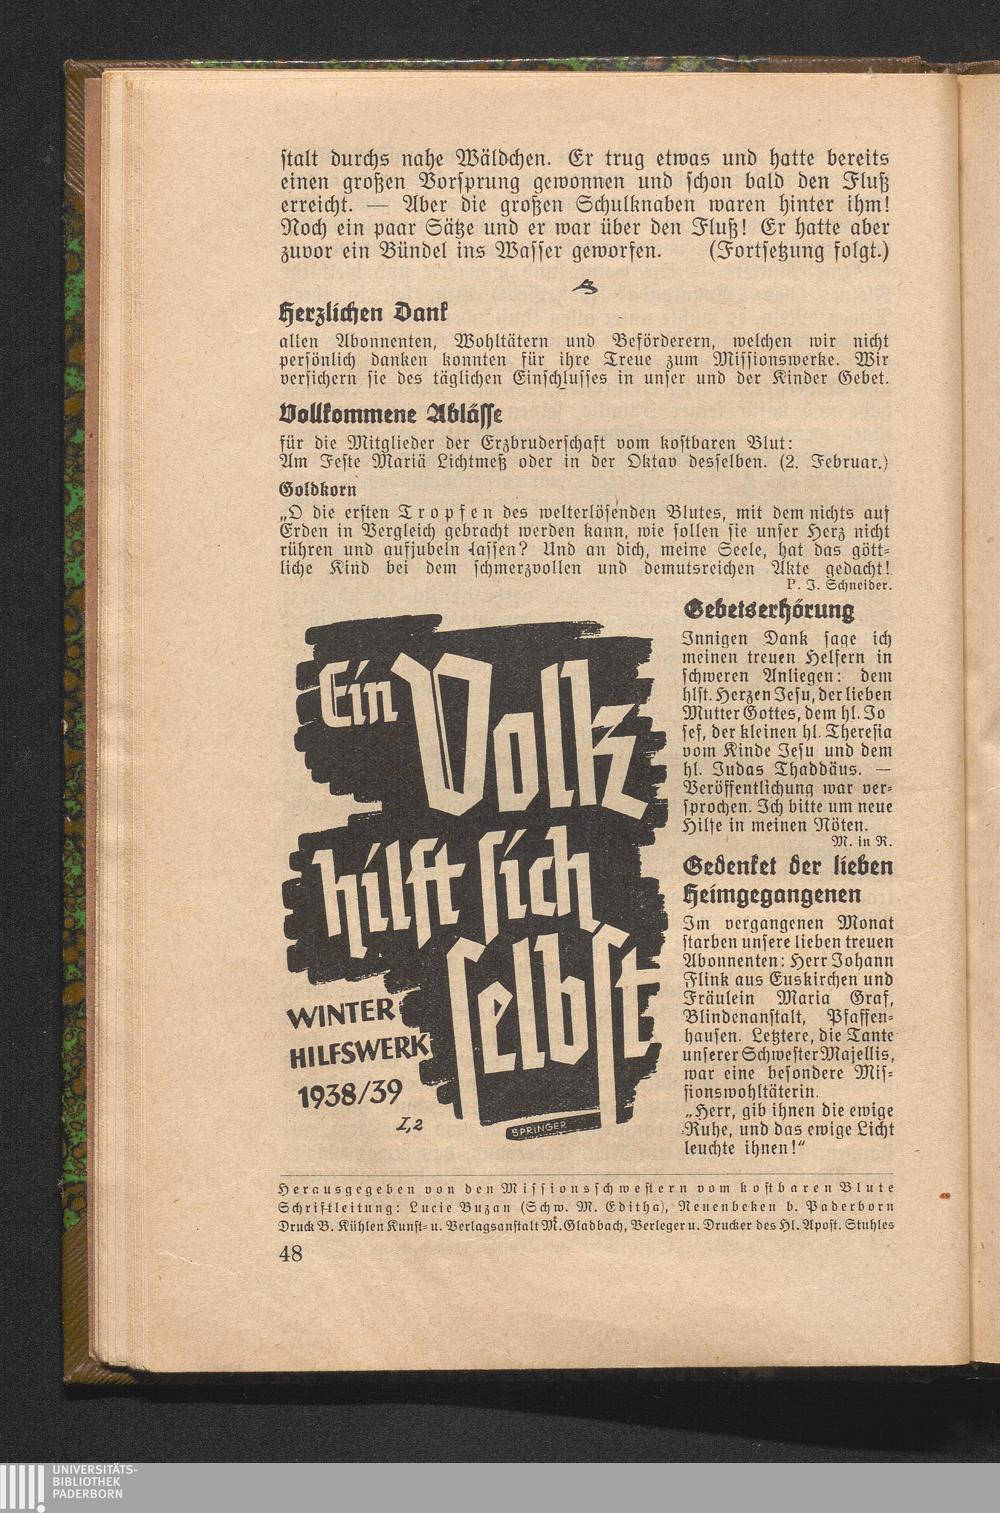 stalt durchs nahe Wäldchen. Er trug etwas und hatte bereits
einen großen Vorsprung gewonnen und schon bald den Fluß
erreicht. — Aber die großen Schulknaben waren hinter ihm!
Noch ein paar Sätze und er war über den Fluß! Er hatte aber
zuvor ein Bündel ins Wasser geworfen. (Fortsetzung folgt.)
Herzlichen Dank
allen Abonnenten, Wohltätern und Beförderern, welchen wir nicht
persönlich danken konnten für ihre Treue zum Missionswerke. Wir
versichern sie des täglichen Einschlusses in unser und der Kinder Gebet.
Vollkommene Ablässe
für die Mitglieder der Erzbruderschaft vom kostbaren Blut:
Am Feste Mariä Lichtmeß oder in der Oktav desselben. (2. Februar.)
Goldkorn
„O die ersten Tropfen des welterlösenden Blutes, mit dem nichts auf
Erden in Vergleich gebracht werden kann, wie sollen sie unser Herz nicht
rühren und aufjubeln lassen? Und an dich, meine Seele, hat das gött-
liche Kind bei dem schmerzvollen und demutsreichen Akte gedacht!
P. J. Schneider.
Ein Volk
hilft sich
selbst
WINTER
HILFSWERK
1938/39
I,2
SPRINGER
Gebetserhörung
Innigen Dank sage ich
meinen treuen Helfern in
schweren Anliegen: dem
hlst. Herzen Jesu, der lieben
Mutter Gottes, dem hl. Jo
sef, der kleinen hl. Theresia
vom Kinde Jesu und dem
hl. Judas Thaddäus. —
Veröffentlichung war ver-
sprochen. Ich bitte um neue
Hilfe in meinen Nöten.
M. in R.
Gedenket der lieben
Heimgegangenen
Im vergangenen Monat
starben unsere lieben treuen
Abonnenten: Herr Johann
Flink aus Euskirchen und
Fräulein Maria Graf,
Blindenanstalt, Pfaffen-
hausen. Letztere, die Tante
unserer Schwester Majellis,
war eine besondere Mis-
sionswohltäterin.
„Herr, gib ihnen die ewige
Ruhe, und das ewige Licht
leuchte ihnen!“
Herausgegeben von den Missionsschwestern vom kostbaren Blute
Schriftleitung: Lucie Buzan (Schw. M. Editha), Neuenbeken b. Paderborn
Druck B. Kühlen Kunst- u. Verlagsanstalt M. Gladbach, Verleger u. Drucker des Hl. Apost. Stuhles
48
UNIVERSITÄTS-
BIBLIOTHEK
PADERBORN